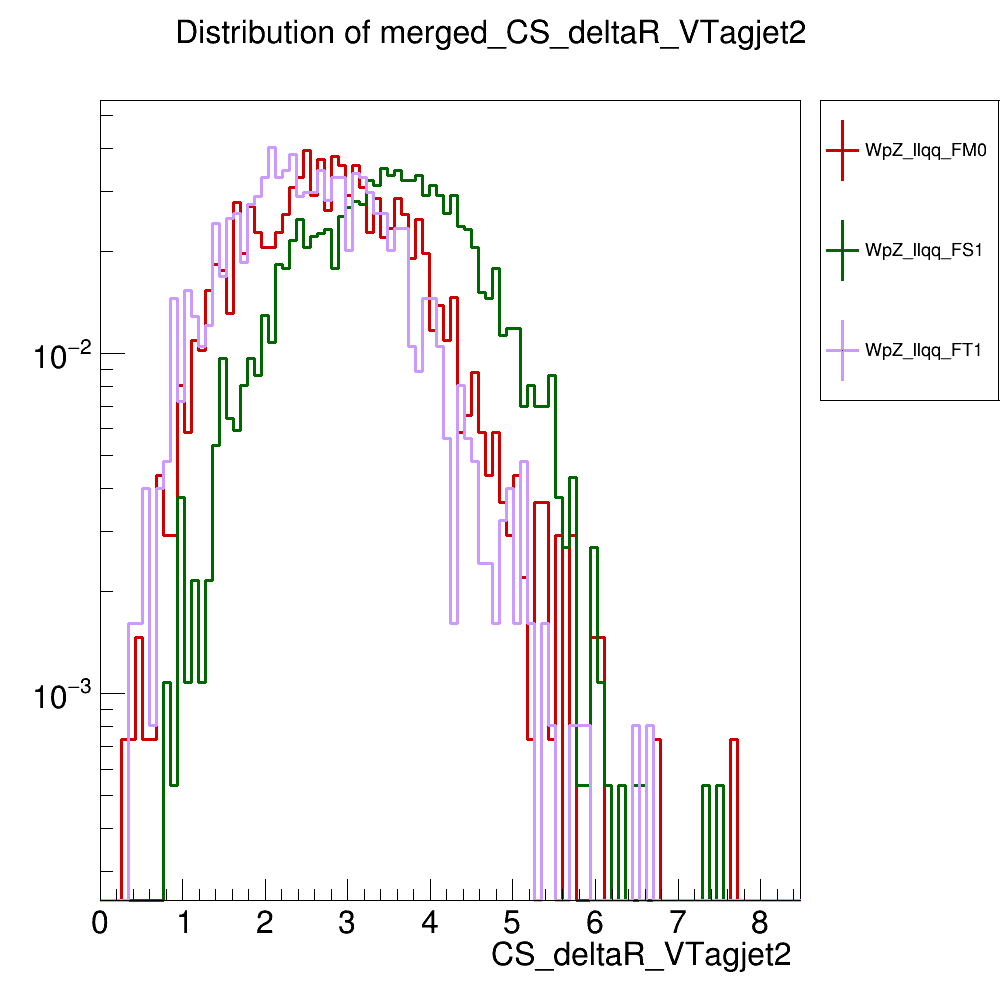 Distribution of merged_CS_deltaR_VTagjet2
WpZ_llqq_FM0
WpZ_llqq_FS1
WpZ_llqq_FT1
10−2
10−3
0 1 2 3 4 5 6 7 8
CS_deltaR_VTagjet2